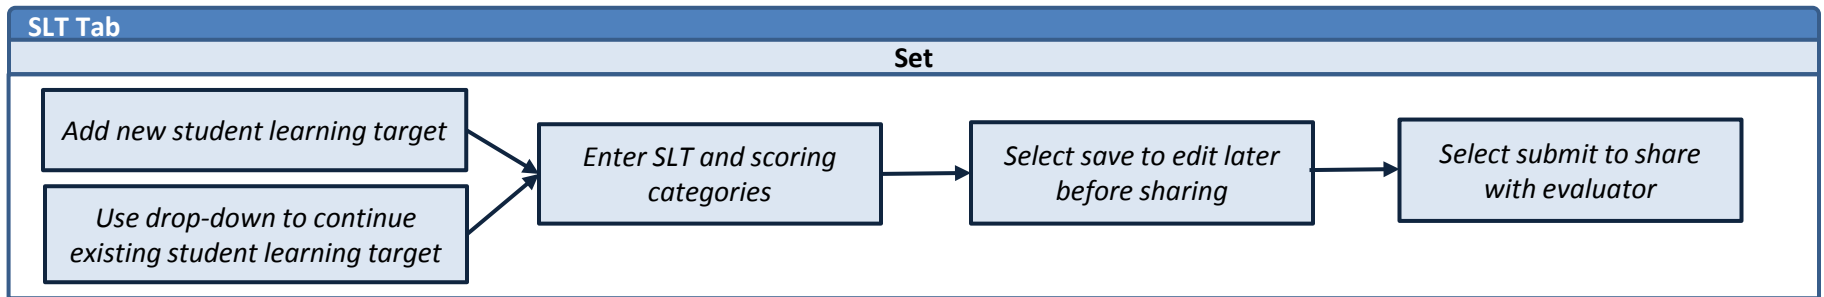 SLT Tab
Set
Add new student learning target
Use drop-down to continue
existing student learning target
Enter SLT and scoring
categories
Select save to edit later
before sharing
Select submit to share
with evaluator